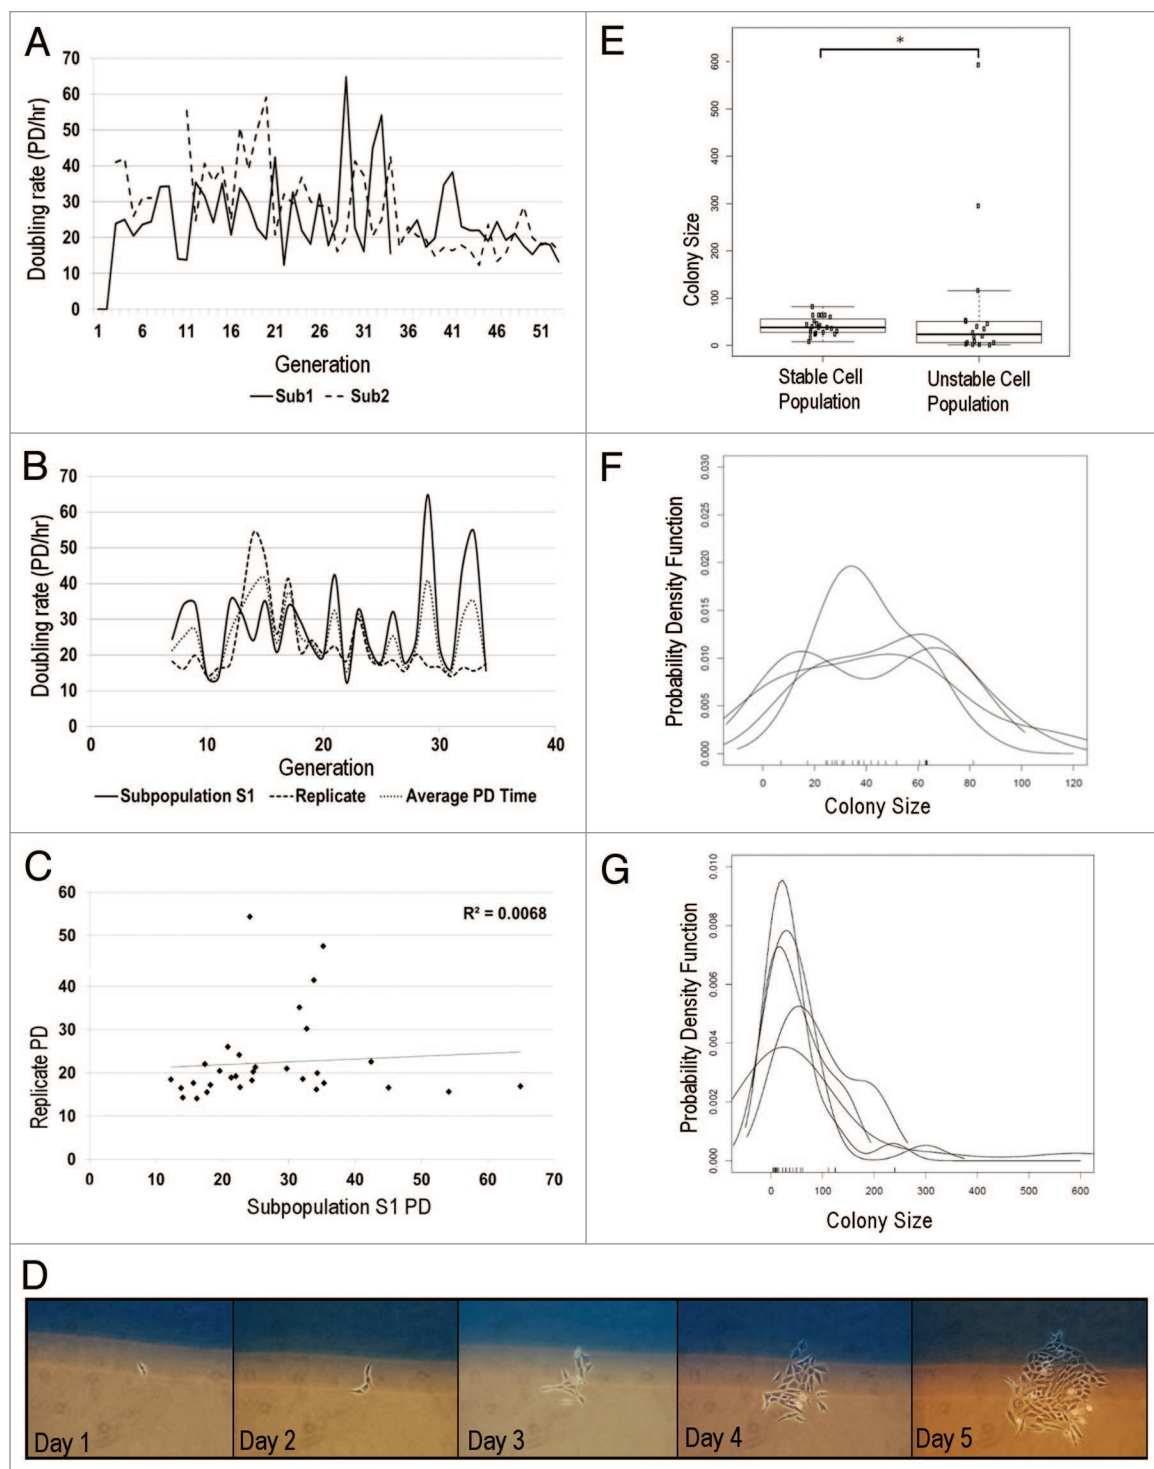 A
70
60
50
40
30
20
10
0
Doubling rate (PD/hr)
1 6 11 16 21 26 31 36 41 46 51
Generation
Sub1 Sub2
B
70
60
50
40
30
20
10
0
Doubling rate (PD/hr)
0 10 20 30 40
Generation
Subpopulation S1 Replicate Average PD Time
C
60
50
40
30
20
10
0
R² = 0.0068
Replicate PD
0 10 20 30 40 50 60 70
Subpopulation S1 PD
D
Day 1
Day 2
Day 3
Day 4
Day 5
E
*
600
500
400
300
200
100
0
Colony Size
Stable Cell
Population
Unstable Cell
Population
F
0.030
0.025
0.020
0.015
0.010
0.005
0.000
Probability Density Function
0 20 40 60 80 100 120
Colony Size
G
0.010
0.008
0.006
0.004
0.002
0.000
Probability Density Function
0 100 200 300 400 500 600
Colony Size